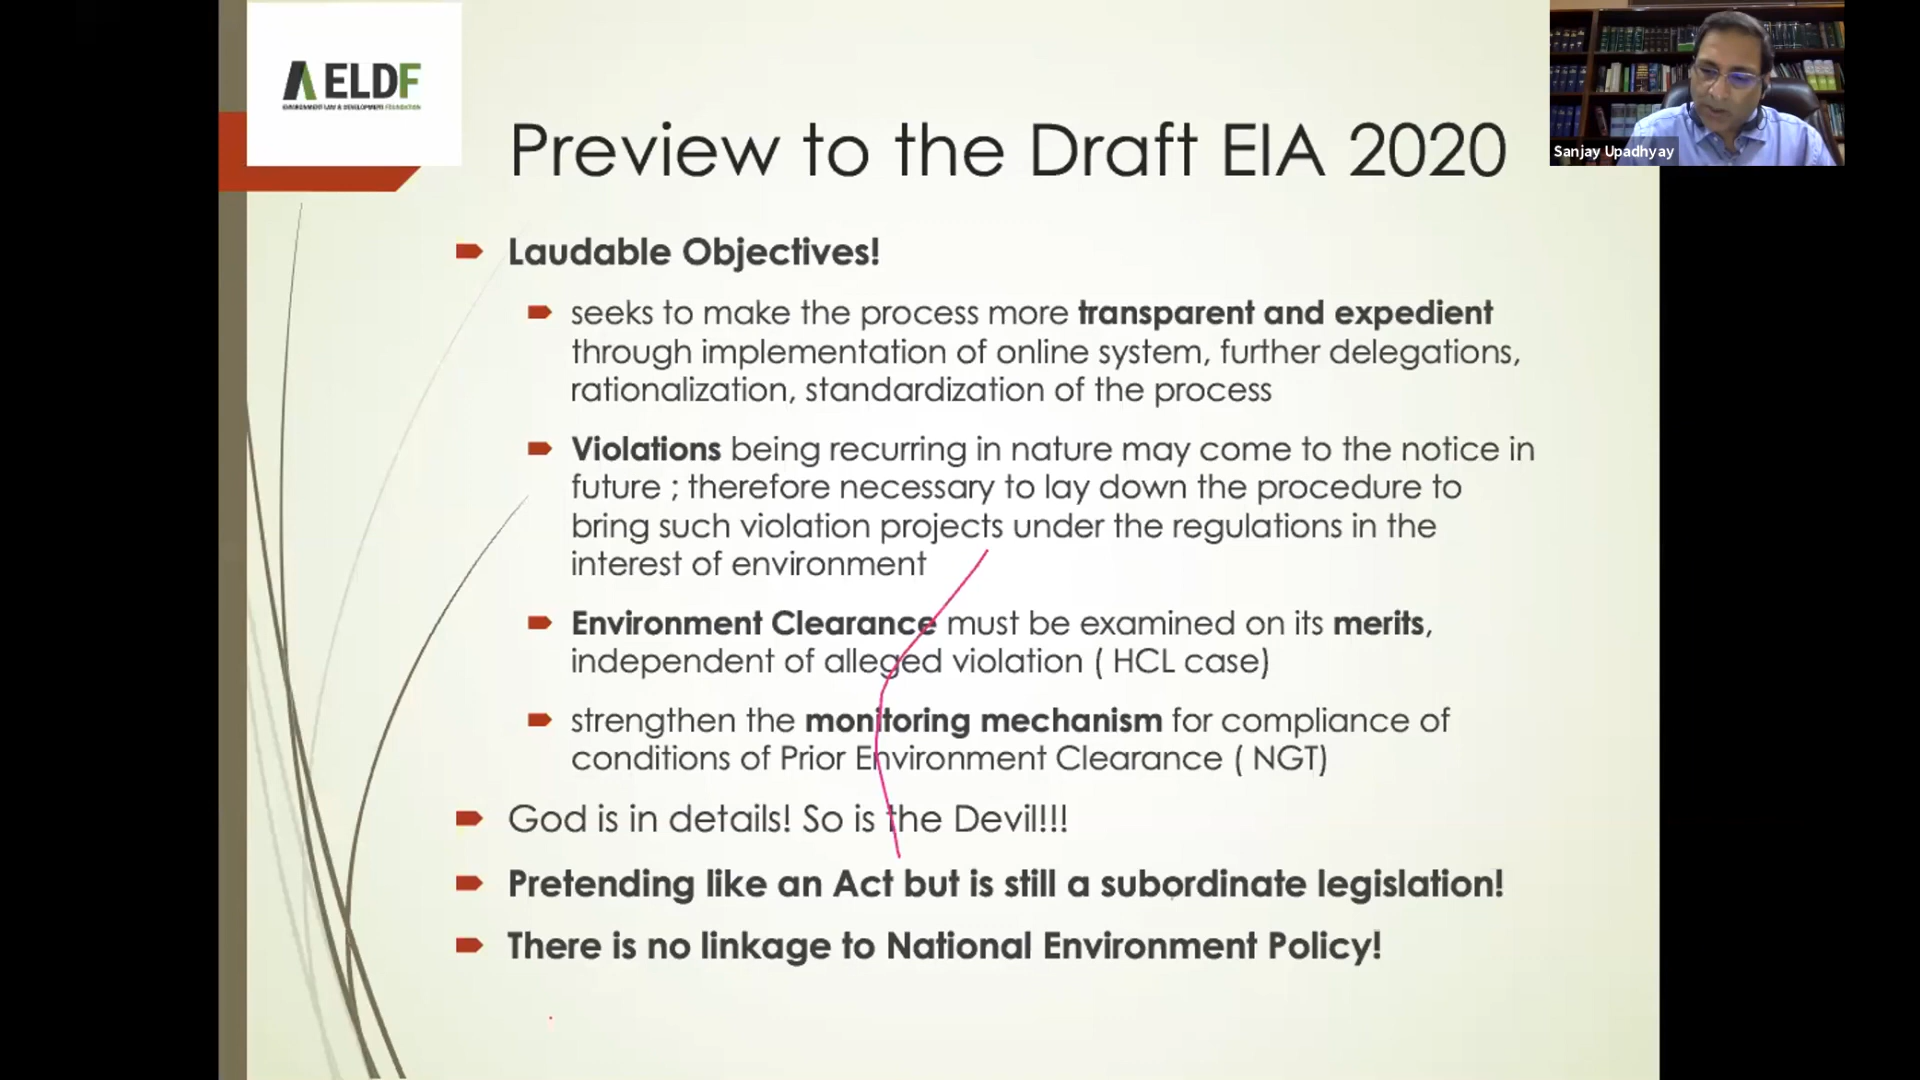 ELDF
ENVIRONMENT LAW & DEVELOPMENT FOUNDATION
Sanjay Upadhyay
Preview to the Draft EIA 2020
Laudable Objectives!
seeks to make the process more transparent and expedient
through implementation of online system, further delegations,
rationalization, standardization of the process
Violations being recurring in nature may come to the notice in
future ; therefore necessary to lay down the procedure to
bring such violation projects under the regulations in the
interest of environment
Environment Clearance must be examined on its merits,
independent of alleged violation ( HCL case)
strengthen the monitoring mechanism for compliance of
conditions of Prior Environment Clearance ( NGT)
God is in details! So is the Devil!!!
Pretending like an Act but is still a subordinate legislation!
There is no linkage to National Environment Policy!